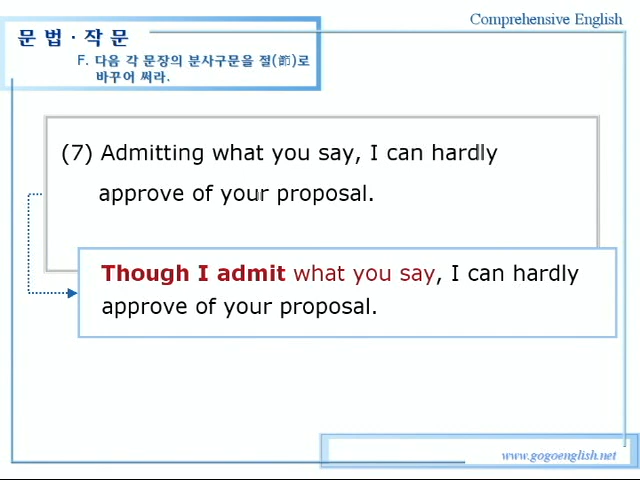 Comprehensive English
문 법 · 작 문
F. 다음 각 문장의 분사구문을 절(節)로
바꾸어 써라.
(7) Admitting what you say, I can hardly
approve of your proposal.
Though I admit what you say, I can hardly
approve of your proposal.
www.gogoenglish.net